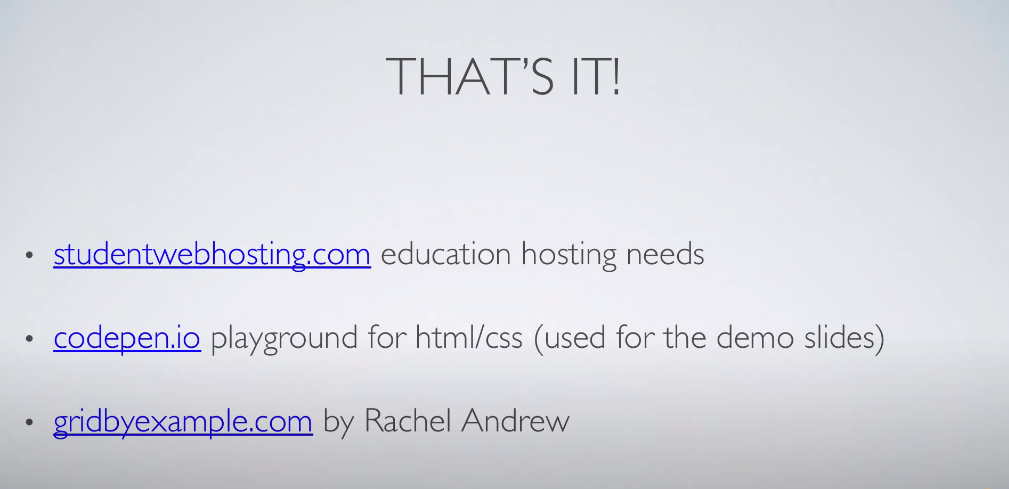 THAT'S IT!
• studentwebhosting.com education hosting needs
• codepen.io playground for html/css (used for the demo slides)
• gridbyexample.com by Rachel Andrew